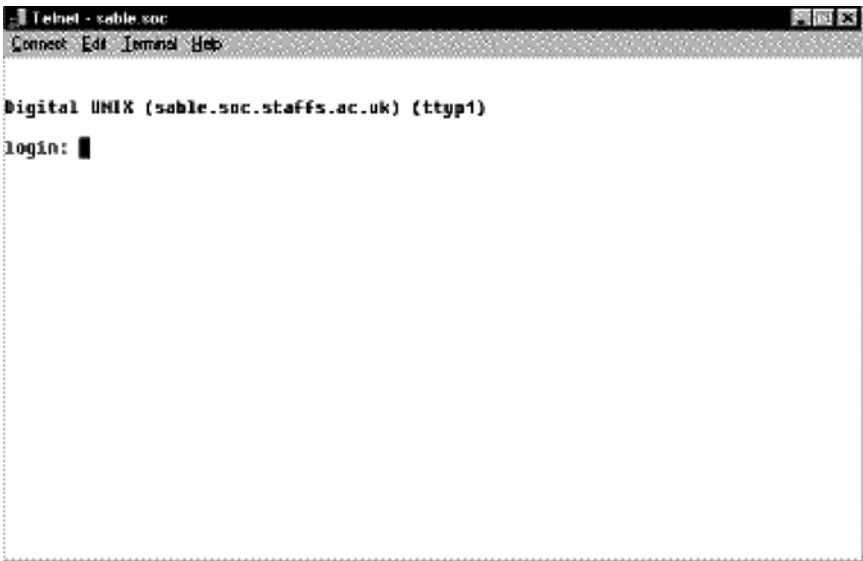 Telnet - sable.soc
Connect Edit Terminal Help
Digital UNIX (sable.soc.staffs.ac.uk) (ttyp1)
login: